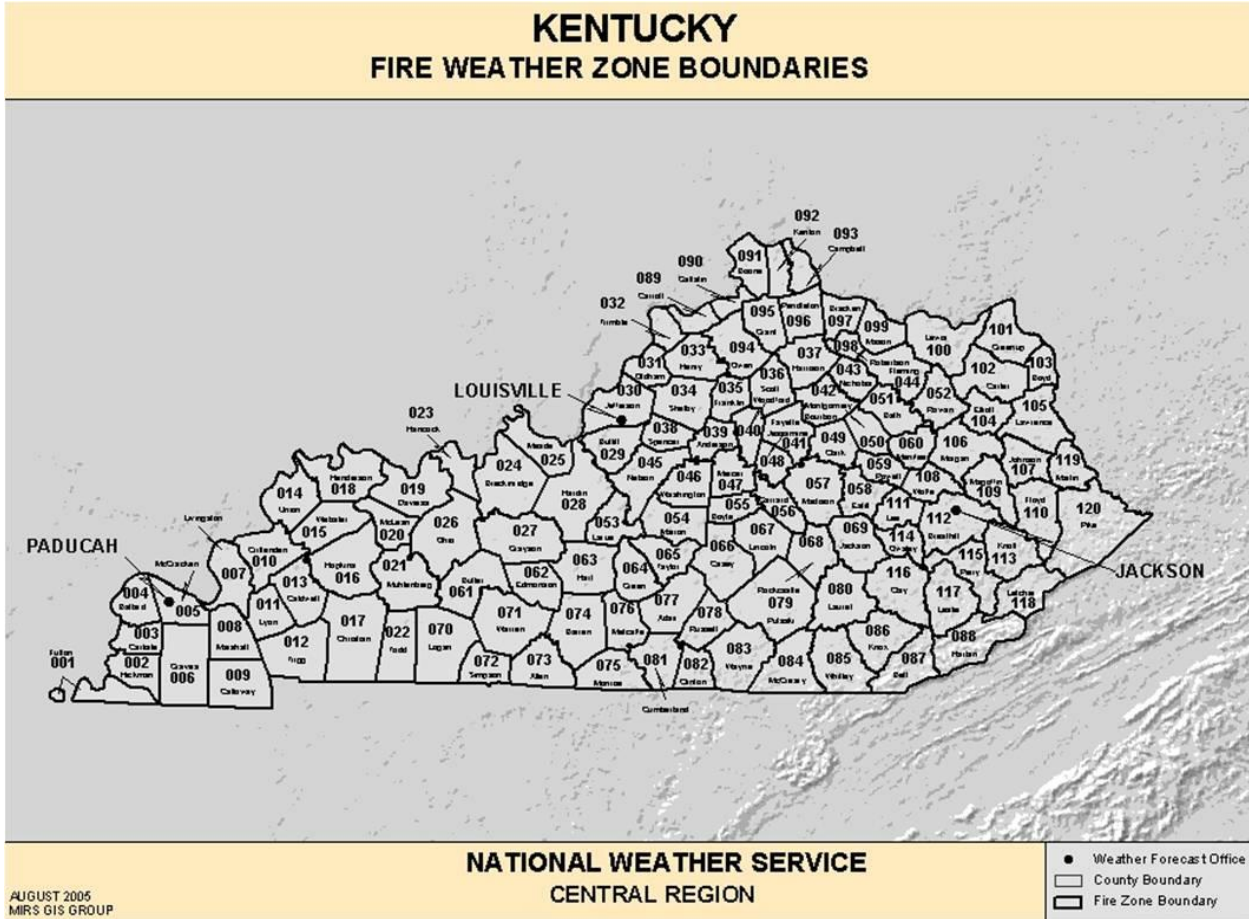 KENTUCKY
FIRE WEATHER ZONE BOUNDARIES
092
Kenton
093
Campbell
091
Boone
090
Gallatin
089
Carroll
032
Trimble
095
Grant
Pendleton
096
Bracken
097
099
Mason
Lewis
100
101
Greenup
033
Henry
094
Owen
037
Harrison
098
Robertson
102
Carter
103
Boyd
031
Oldham
036
Scott
043
Nicholas
Fleming
044
030
Jefferson
034
Shelby
035
Franklin
Woodford
042
Montgomery
Bourbon
051
Bath
052
Rowan
Elliott
104
105
Lawrence
LOUISVILLE
023
Hancock
Meade
025
Bullitt
029
038
Spencer
039
Anderson
040
Fayette
Jessamine
041
049
Clark
050
060
Menifee
106
Morgan
Johnson
107
119
Martin
Henderson
018
019
Daviess
024
Breckinridge
045
Nelson
046
Washington
Mercer
047
048
057
Madison
059
Powell
058
Estill
108
Wolfe
Magoffin
109
014
Union
Hardin
028
Garrard
056
111
Lee
Floyd
110
120
Pike
Webster
015
McLean
020
026
Ohio
027
Grayson
053
Larue
054
Marion
055
Boyle
067
Lincoln
068
069
Jackson
114
Owsley
112
Breathitt
Livingston
PADUCAH
McCracken
007
Crittenden
010
Hopkins
016
021
Muhlenberg
Butler
061
062
Edmonson
063
Hart
064
Green
065
Taylor
066
Casey
Rockcastle
115
Perry
Knott
113
JACKSON
004
Ballard
005
013
Caldwell
011
Lyon
079
Pulaski
080
Laurel
116
Clay
117
Leslie
Letcher
118
003
Carlisle
008
Marshall
012
Trigg
017
Christian
022
Todd
070
Logan
071
Warren
074
Barren
076
Metcalfe
077
Adair
078
Russell
086
Knox
088
Harlan
Fulton
001
002
Hickman
Graves
006
009
Calloway
072
Simpson
073
Allen
075
Monroe
081
Cumberland
082
Clinton
083
Wayne
084
McCreary
085
Whitley
087
Bell
NATIONAL WEATHER SERVICE
CENTRAL REGION
AUGUST 2005
MIRS GIS GROUP
Weather Forecast Office
County Boundary
Fire Zone Boundary